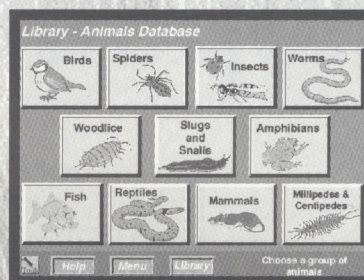 Library - Animals Database
Birds
Spiders
Insects
Worms
Woodlice
Slugs
and
Snails
Amphibians
Fish
Reptiles
Mammals
Millipedes &
Centipedes
Help
Menu
Library
Choose a group of
animals